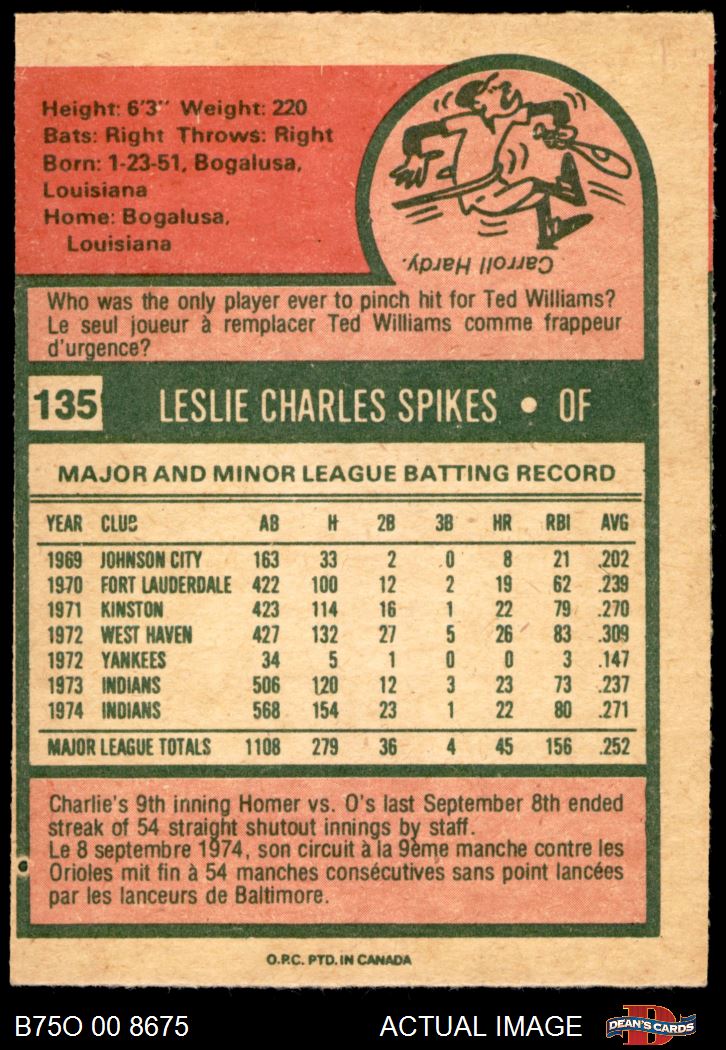 Height: 6'3" Weight: 220
Bats: Right Throws: Right
Born: 1-23-51, Bogalusa,
Louisiana
Home: Bogalusa,
Louisiana
Carroll Hardy.
Who was the only player ever to pinch hit for Ted Williams?
Le seul joueur à remplacer Ted Williams comme frappeur
d'urgence?
135 LESLIE CHARLES SPIKES • OF
MAJOR AND MINOR LEAGUE BATTING RECORD
YEAR CLUB AB H 2B 3B HR RBI AVG
1969 JOHNSON CITY 163 33 2 0 8 21 .202
1970 FORT LAUDERDALE 422 100 12 2 19 62 .239
1971 KINSTON 423 114 16 1 22 79 .270
1972 WEST HAVEN 427 132 27 5 26 83 .309
1972 YANKEES 34 5 1 0 0 3 .147
1973 INDIANS 506 120 12 3 23 73 .237
1974 INDIANS 568 154 23 1 22 80 .271
MAJOR LEAGUE TOTALS 1108 279 36 4 45 156 .252
Charlie's 9th inning Homer vs. O's last September 8th ended
streak of 54 straight shutout innings by staff.
Le 8 septembre 1974, son circuit à la 9ème manche contre les
Orioles mit fin à 54 manches consécutives sans point lancées
par les lanceurs de Baltimore.
O.P.C. PTD. IN CANADA
B75O 00 8675 ACTUAL IMAGE D DEAN'S CARDS